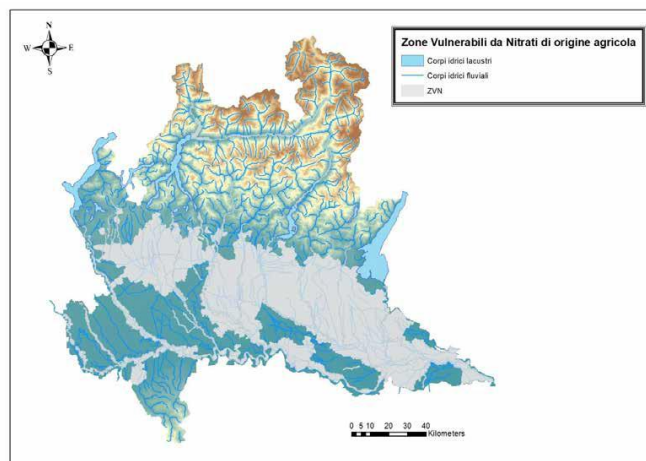 N
W E
S
Zone Vulnerabili da Nitrati di origine agricola
Corpi idrici lacustri
Corpi idrici fluviali
ZVN
0 5 10 20 30 40
Kilometers